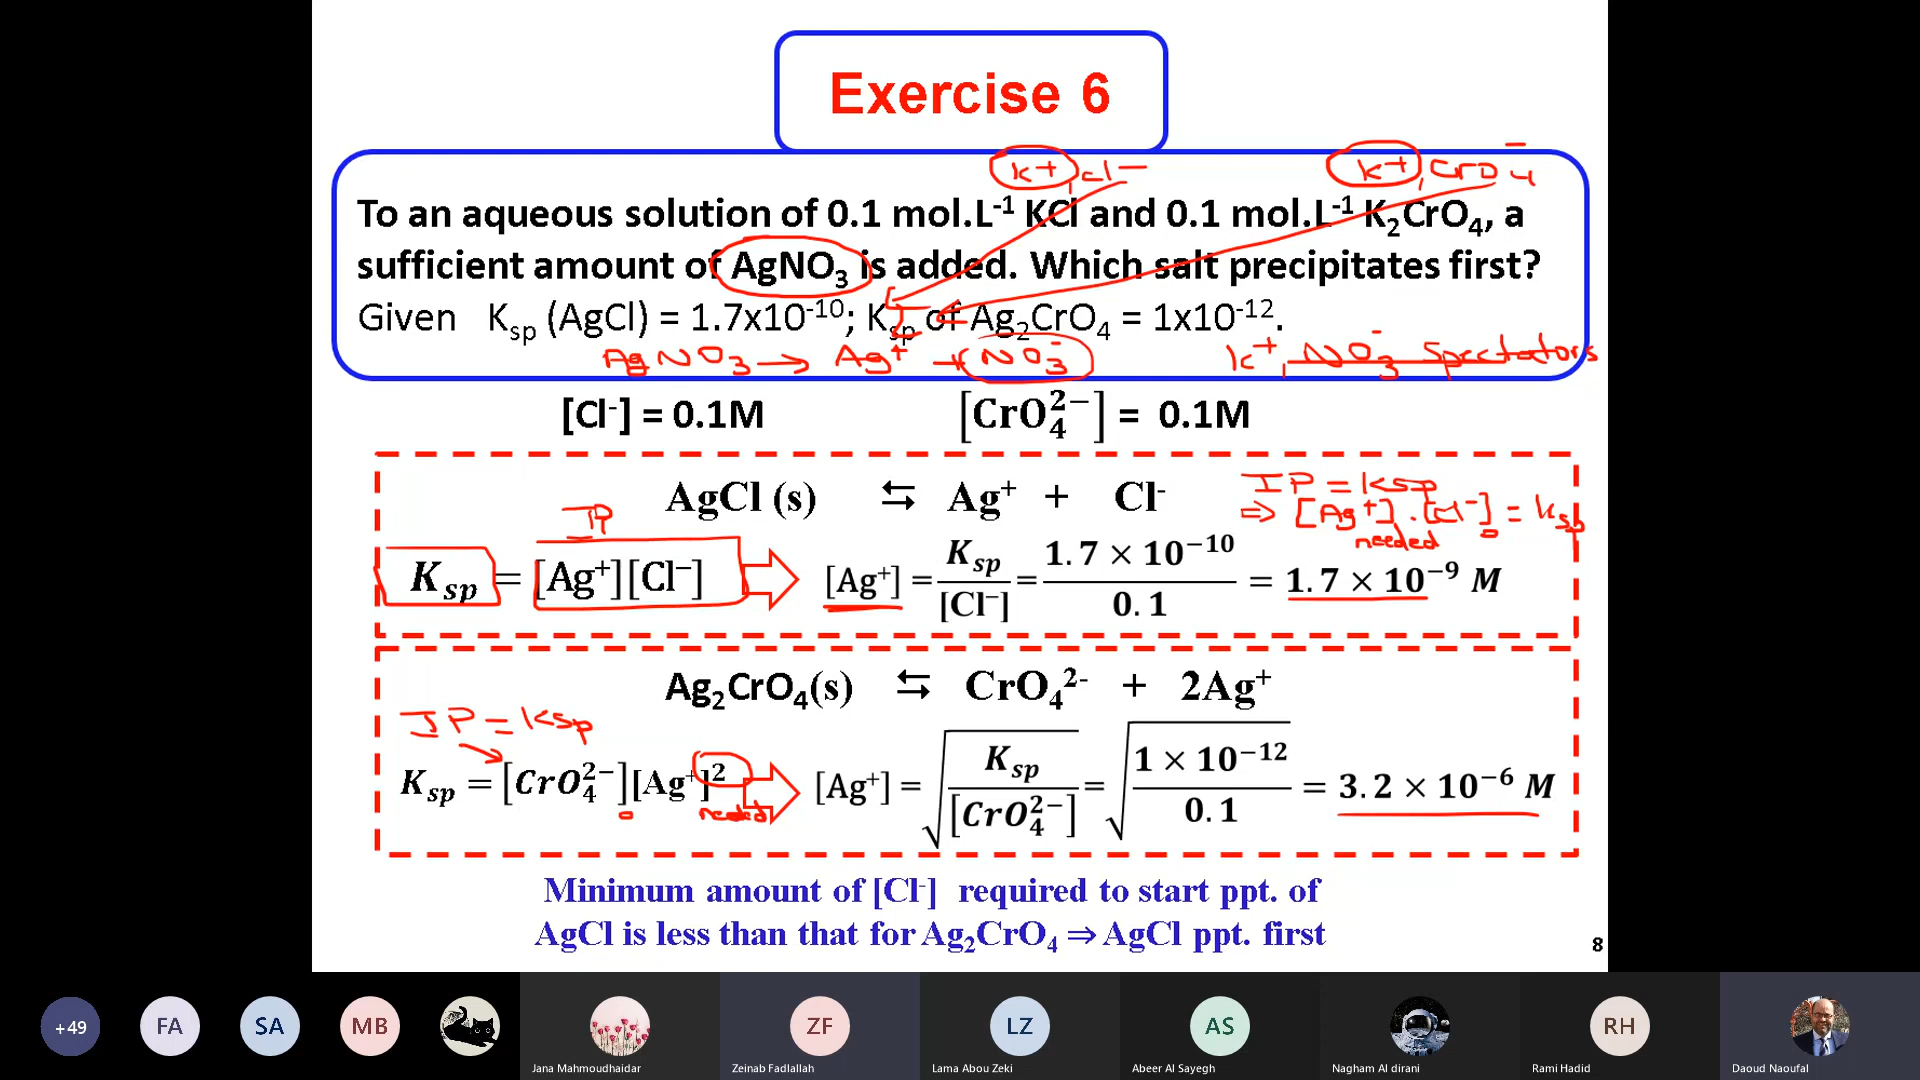 Exercise 6
K+, Cl-
K+, CrO4-
To an aqueous solution of 0.1 mol.L⁻¹ KCl and 0.1 mol.L⁻¹ K₂CrO₄, a
sufficient amount of AgNO₃ is added. Which salt precipitates first?
Given Ksp (AgCl) = 1.7x10⁻¹⁰; Ksp of Ag₂CrO₄ = 1x10⁻¹².
AgNO3 → Ag+ + NO3-
K+, NO3- spectators
[Cl⁻] = 0.1M
[CrO₄²⁻] = 0.1M
AgCl (s) ⇆ Ag⁺ + Cl⁻
IP = Ksp
⇒ [Ag+] . [Cl-]₀ = Ksp
needed
IP
Ksp = [Ag⁺][Cl⁻] ⇨ [Ag⁺] = Ksp / [Cl⁻] = 1.7 × 10⁻¹⁰ / 0.1 = 1.7 × 10⁻⁹ M
Ag₂CrO₄(s) ⇆ CrO₄²⁻ + 2Ag⁺
IP = Ksp
Ksp = [CrO₄²⁻][Ag⁺]² ⇨ [Ag⁺] = √(Ksp / [CrO₄²⁻]) = √(1 × 10⁻¹² / 0.1) = 3.2 × 10⁻⁶ M
0 needed
Minimum amount of [Cl⁻] required to start ppt. of
AgCl is less than that for Ag₂CrO₄ ⇒ AgCl ppt. first
8
+49 FA SA MB ZF LZ AS RH
Jana Mahmoudhaidar Zeinab Fadlallah Lama Abou Zeki Abeer Al Sayegh Nagham Al dirani Rami Hadid Daoud Naoufal